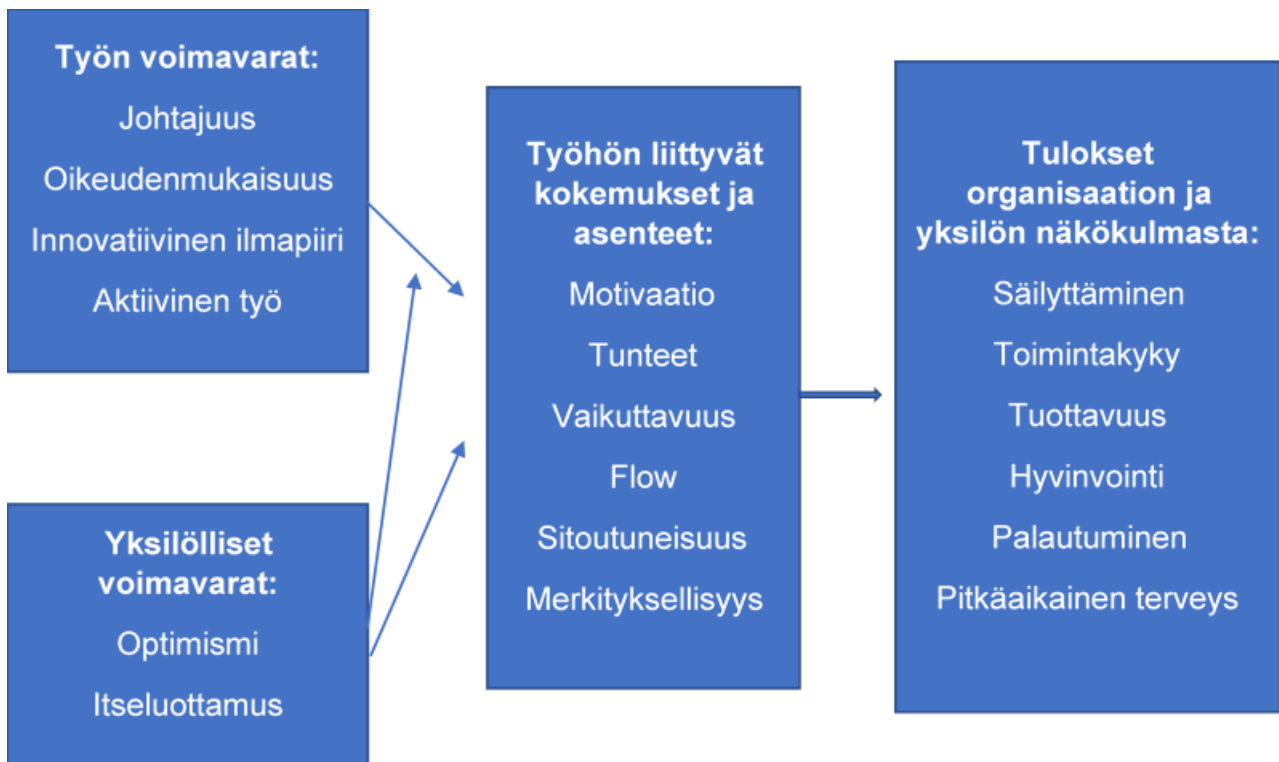 Työn voimavarat:
Johtajuus
Oikeudenmukaisuus
Innovatiivinen ilmapiiri
Aktiivinen työ
Yksilölliset
voimavarat:
Optimismi
Itseluottamus
Työhön liittyvät
kokemukset ja
asenteet:
Motivaatio
Tunteet
Vaikuttavuus
Flow
Sitoutuneisuus
Merkityksellisyys
Tulokset
organisaation ja
yksilön näkökulmasta:
Säilyttäminen
Toimintakyky
Tuottavuus
Hyvinvointi
Palautuminen
Pitkäaikainen terveys